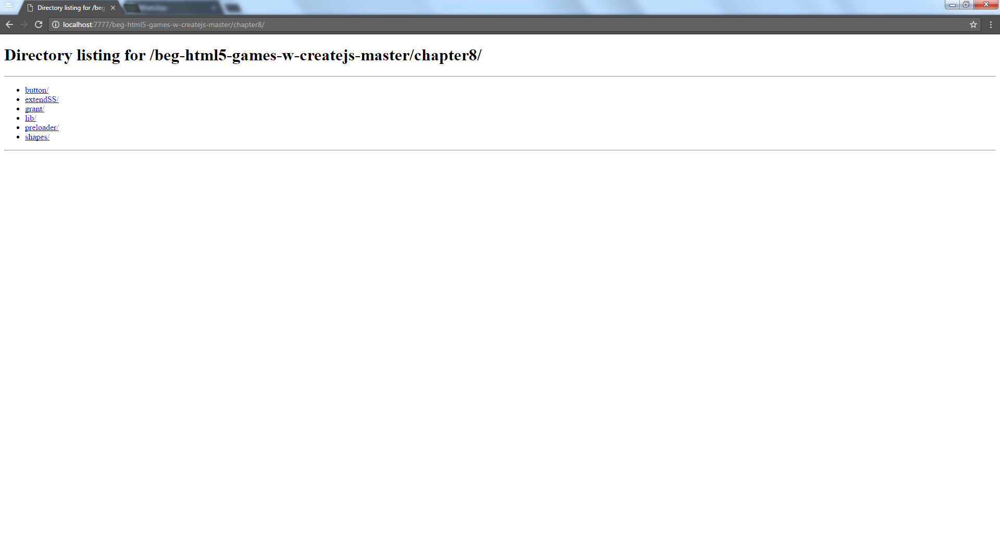 Directory listing for /beg
localhost:7777/beg-html5-games-w-createjs-master/chapter8/
Directory listing for /beg-html5-games-w-createjs-master/chapter8/
button/
extendSS/
grant/
lib/
preloader/
shapes/